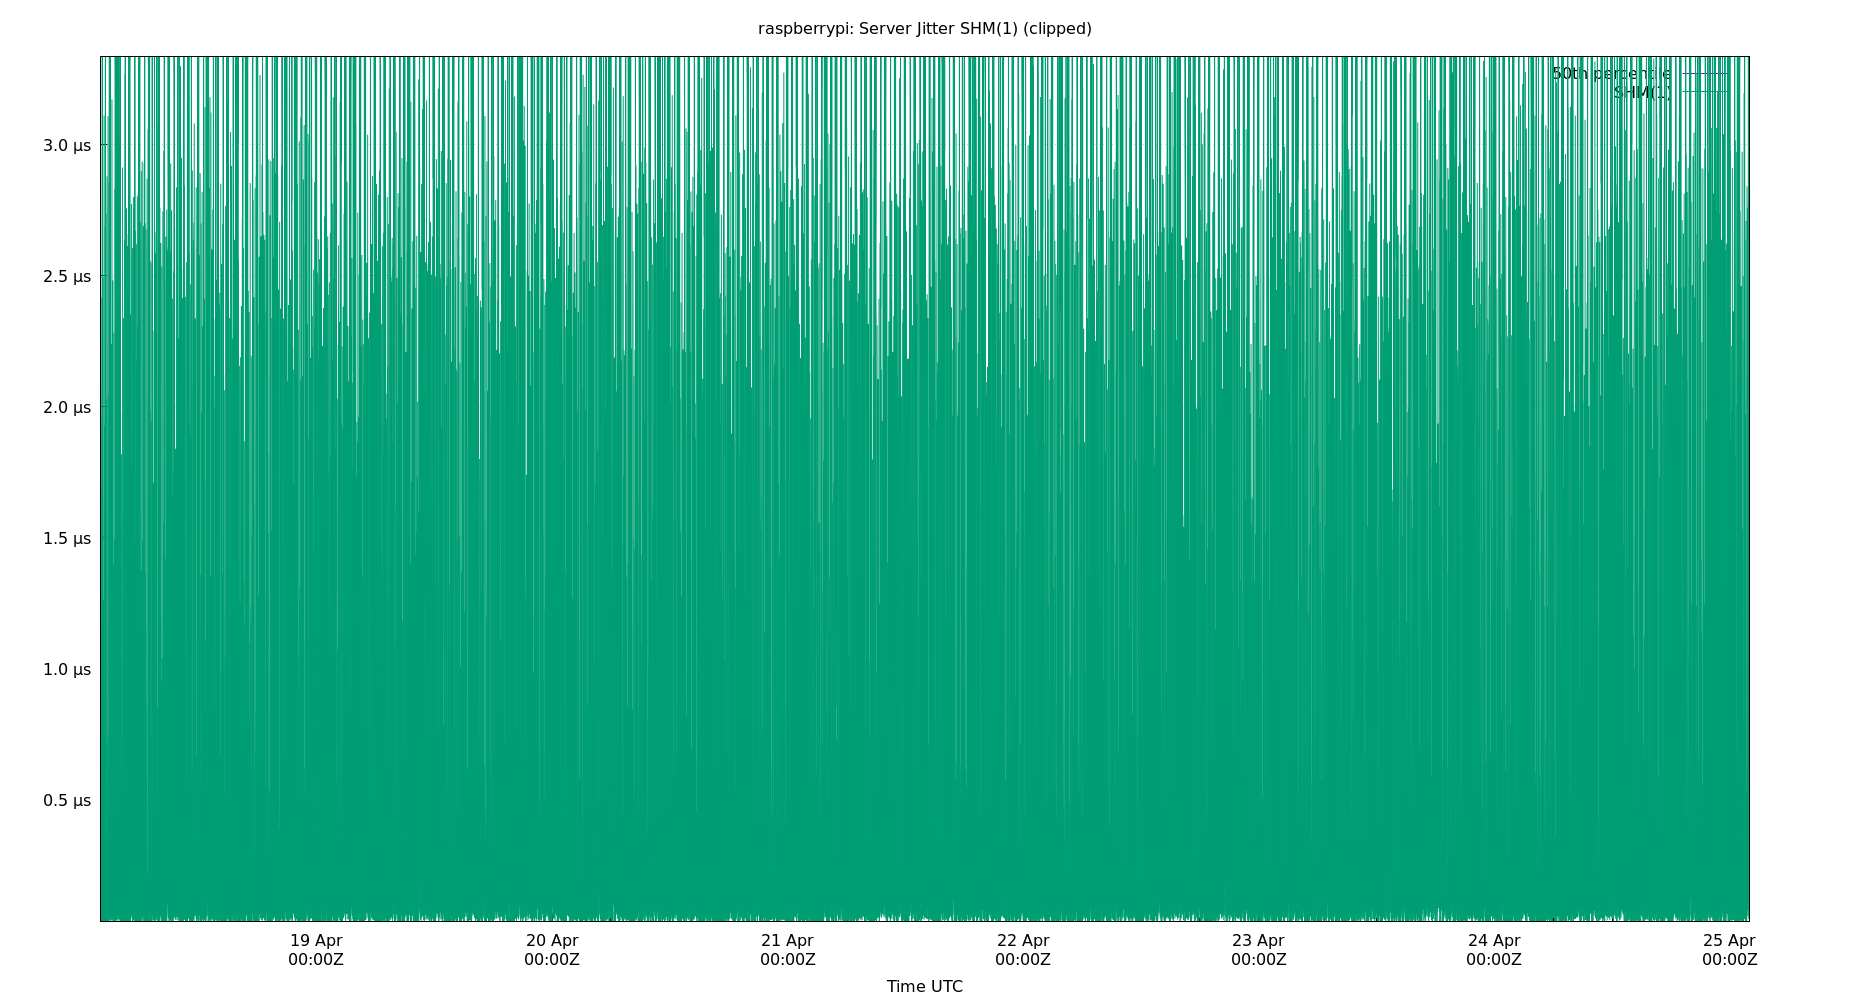 raspberrypi: Server Jitter SHM(1) (clipped)
50th percentile
SHM(1)
3.0 μs
2.5 μs
2.0 μs
1.5 μs
1.0 μs
0.5 μs
19 Apr 20 Apr 21 Apr 22 Apr 23 Apr 24 Apr 25 Apr
00:00Z 00:00Z 00:00Z 00:00Z 00:00Z 00:00Z 00:00Z
Time UTC